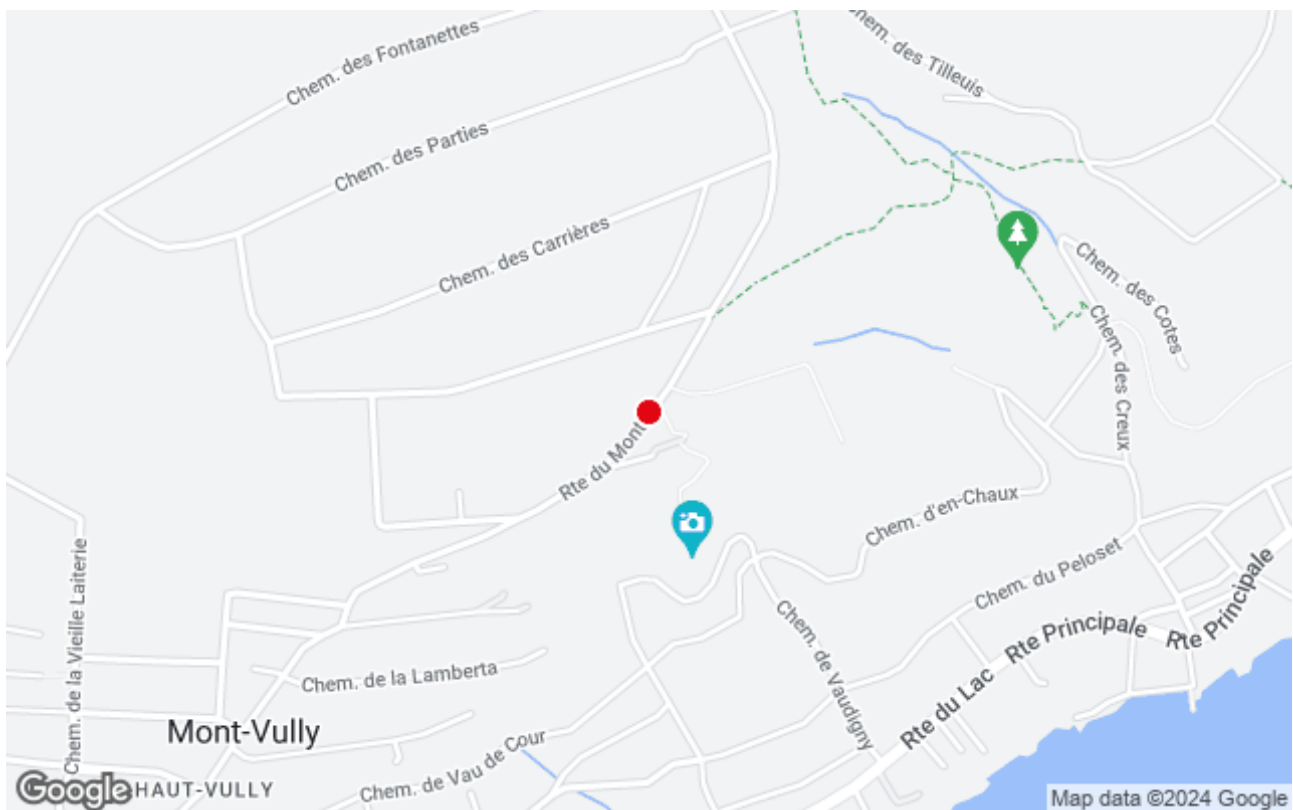 Chem. des Fontanettes
Chem. des Tilleuis
Chem. des Parties
Chem. des Carrières
Chem. des Cotes
Chem. des Creux
Rte du Mont
Chem. d'en-Chaux
Chem. du Peloset
Rte Principale
Rte Principale
Chem. de la Vieille Laiterie
Chem. de Vaudigny
Chem. de la Lamberta
Rte du Lac
Mont-Vully
Chem. de Vau de Cour
Google
HAUT-VULLY
Map data ©2024 Google